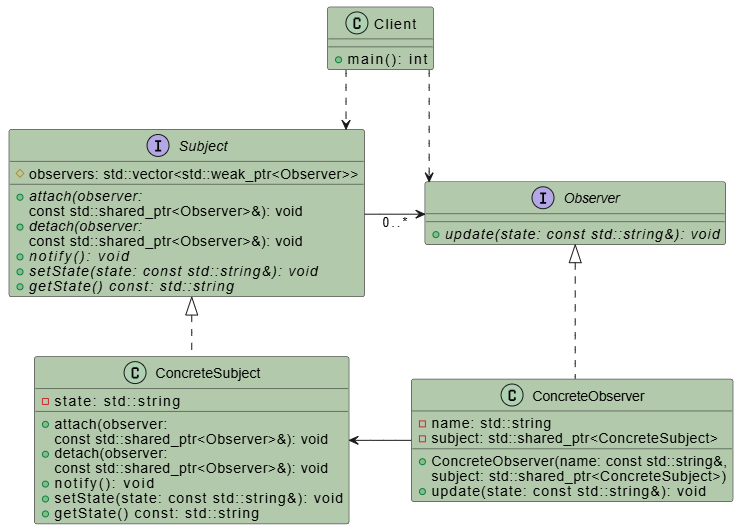 C Client
main(): int
I Subject
observers: std::vector<std::weak_ptr<Observer>>
attach(observer:
const std::shared_ptr<Observer>&): void
detach(observer:
const std::shared_ptr<Observer>&): void
notify(): void
setState(state: const std::string&): void
getState() const: std::string
0..*
I Observer
update(state: const std::string&): void
C ConcreteSubject
state: std::string
attach(observer:
const std::shared_ptr<Observer>&): void
detach(observer:
const std::shared_ptr<Observer>&): void
notify(): void
setState(state: const std::string&): void
getState() const: std::string
C ConcreteObserver
name: std::string
subject: std::shared_ptr<ConcreteSubject>
ConcreteObserver(name: const std::string&,
subject: std::shared_ptr<ConcreteSubject>)
update(state: const std::string&): void